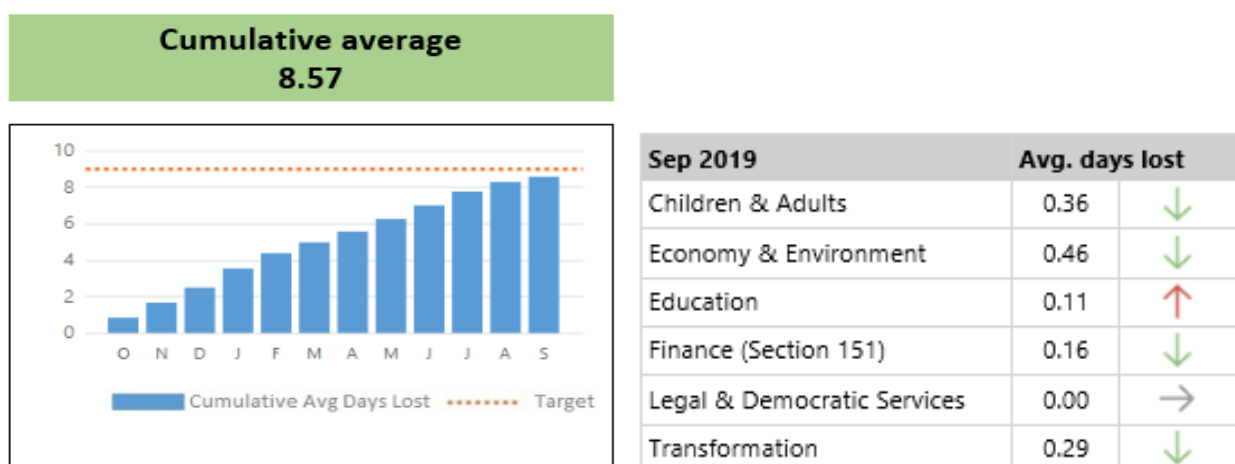 Cumulative average
8.57
10
8
6
4
2
0
O N D J F M A M J J A S
Cumulative Avg Days Lost Target
Sep 2019 Avg. days lost
Children & Adults 0.36 ↓
Economy & Environment 0.46 ↓
Education 0.11 ↑
Finance (Section 151) 0.16 ↓
Legal & Democratic Services 0.00 →
Transformation 0.29 ↓